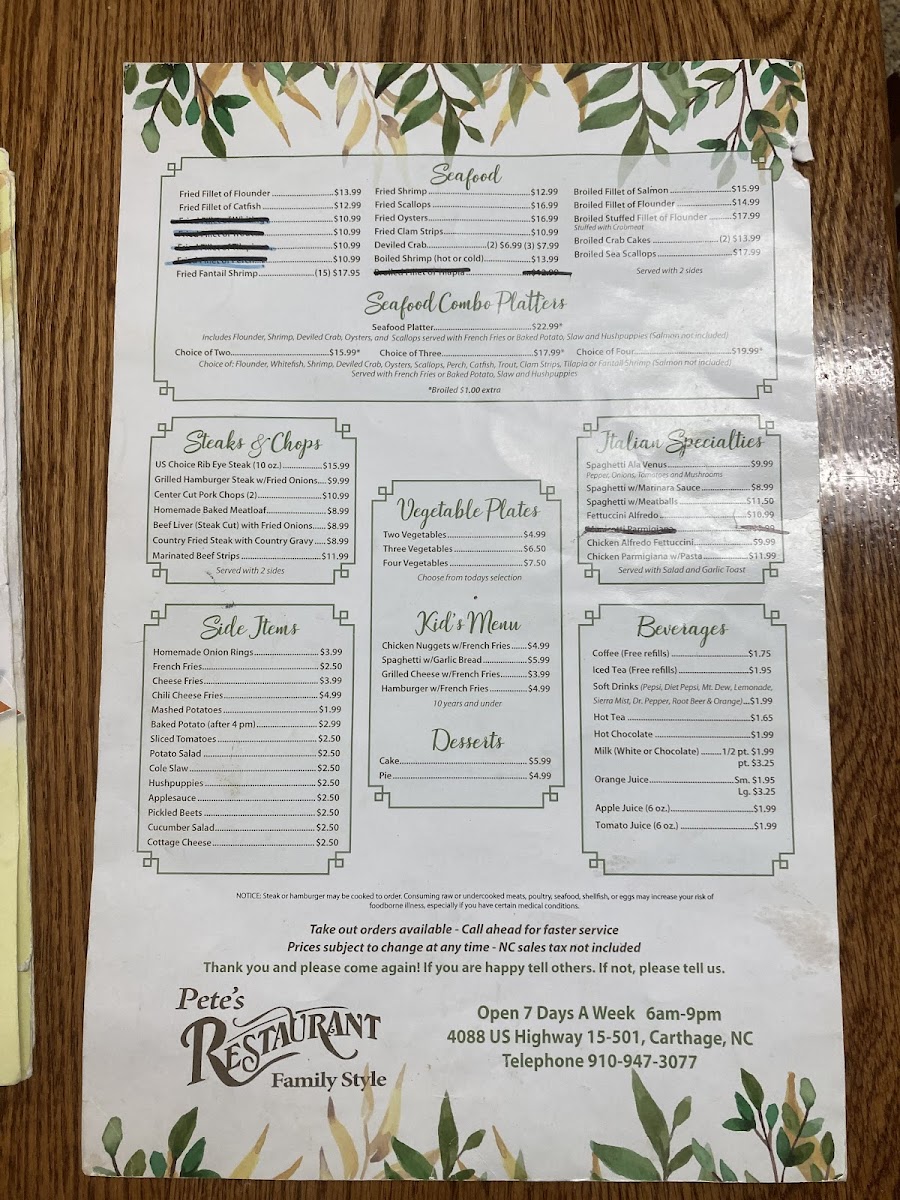 Seafood
Fried Fillet of Flounder $13.99
Fried Fillet of Catfish $12.99
$10.99
$10.99
$10.99
$10.99
Fried Fantail Shrimp (15) $17.95
Fried Shrimp $12.99
Fried Scallops $16.99
Fried Oysters $16.99
Fried Clam Strips $10.99
Deviled Crab (2) $6.99 (3) $7.99
Boiled Shrimp (hot or cold) $13.99
Broiled Fillet of Tilapia $12.99
Broiled Fillet of Salmon $15.99
Broiled Fillet of Flounder $14.99
Broiled Stuffed Fillet of Flounder $17.99
Stuffed with Crabmeat
Broiled Crab Cakes (2) $13.99
Broiled Sea Scallops $17.99
Served with 2 sides
Seafood Combo Platters
Seafood Platter $22.99*
Includes Flounder, Shrimp, Deviled Crab, Oysters, and Scallops served with French Fries or Baked Potato, Slaw and Hushpuppies (Salmon not included)
Choice of Two $15.99* Choice of Three $17.99* Choice of Four $19.99*
Choice of: Flounder, Whitefish, Shrimp, Deviled Crab, Oysters, Scallops, Perch, Catfish, Trout, Clam Strips, Tilapia or Fantail Shrimp (Salmon not included)
Served with French Fries or Baked Potato, Slaw and Hushpuppies
*Broiled $1.00 extra
Steaks & Chops
US Choice Rib Eye Steak (10 oz.) $15.99
Grilled Hamburger Steak w/Fried Onions $9.99
Center Cut Pork Chops (2) $10.99
Homemade Baked Meatloaf $8.99
Beef Liver (Steak Cut) with Fried Onions $8.99
Country Fried Steak with Country Gravy $8.99
Marinated Beef Strips $11.99
Served with 2 sides
Side Items
Homemade Onion Rings $3.99
French Fries $2.50
Cheese Fries $3.99
Chili Cheese Fries $4.99
Mashed Potatoes $1.99
Baked Potato (after 4 pm) $2.99
Sliced Tomatoes $2.50
Potato Salad $2.50
Cole Slaw $2.50
Hushpuppies $2.50
Applesauce $2.50
Pickled Beets $2.50
Cucumber Salad $2.50
Cottage Cheese $2.50
Vegetable Plates
Two Vegetables $4.99
Three Vegetables $6.50
Four Vegetables $7.50
Choose from todays selection
Kid's Menu
Chicken Nuggets w/French Fries $4.99
Spaghetti w/Garlic Bread $5.99
Grilled Cheese w/French Fries $3.99
Hamburger w/French Fries $4.99
10 years and under
Desserts
Cake $5.99
Pie $4.99
Italian Specialties
Spaghetti Ala Venus $9.99
Pepper, Onions, Tomatoes and Mushrooms
Spaghetti w/Marinara Sauce $8.99
Spaghetti w/Meatballs $11.50
Fettuccini Alfredo $10.99
Manicotti Parmigiana
Chicken Alfredo Fettuccini $9.99
Chicken Parmigiana w/Pasta $11.99
Served with Salad and Garlic Toast
Beverages
Coffee (Free refills) $1.75
Iced Tea (Free refills) $1.95
Soft Drinks (Pepsi, Diet Pepsi, Mt. Dew, Lemonade,
Sierra Mist, Dr. Pepper, Root Beer & Orange) $1.99
Hot Tea $1.65
Hot Chocolate $1.99
Milk (White or Chocolate) 1/2 pt. $1.99
pt. $3.25
Orange Juice Sm. $1.95
Lg. $3.25
Apple Juice (6 oz.) $1.99
Tomato Juice (6 oz.) $1.99
NOTICE: Steak or hamburger may be cooked to order. Consuming raw or undercooked meats, poultry, seafood, shellfish, or eggs may increase your risk of
foodborne illness, especially if you have certain medical conditions.
Take out orders available - Call ahead for faster service
Prices subject to change at any time - NC sales tax not included
Thank you and please come again! If you are happy tell others. If not, please tell us.
Pete's
RESTAURANT
Family Style
Open 7 Days A Week 6am-9pm
4088 US Highway 15-501, Carthage, NC
Telephone 910-947-3077